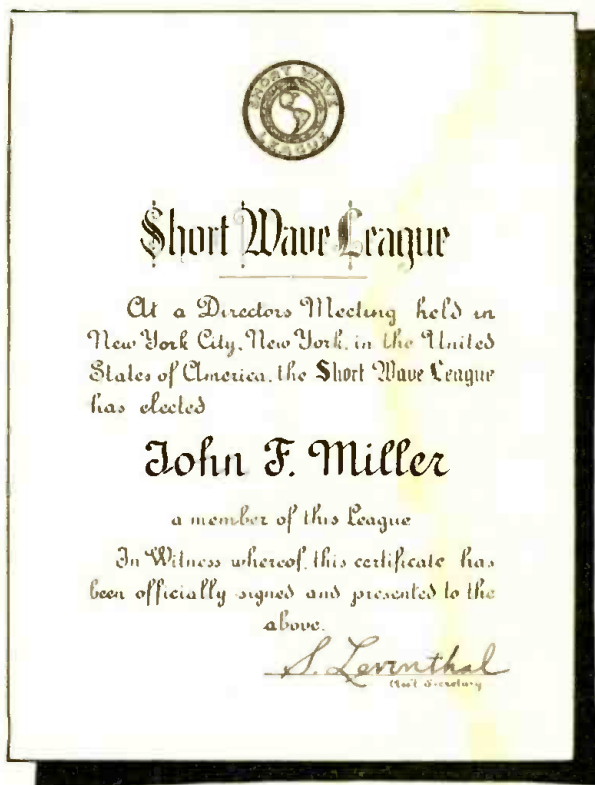 SHORT WAVE
LEAGUE
Short Wave League
At a Directors Meeting held in
New York City, New York, in the United
States of America, the Short Wave League
has elected
John F. Miller
a member of this League
In Witness whereof, this certificate has
been officially signed and presented to the
above.
S. Leventhal
Ass't Secretary